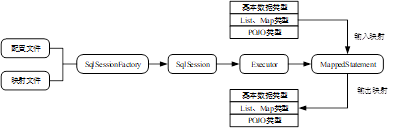 基本数据类型
List、Map类型
POJO类型
输入映射
配置文件
映射文件
SqlSessionFactory
SqlSession
Executor
MappedStatement
输出映射
基本数据类型
List、Map类型
POJO类型